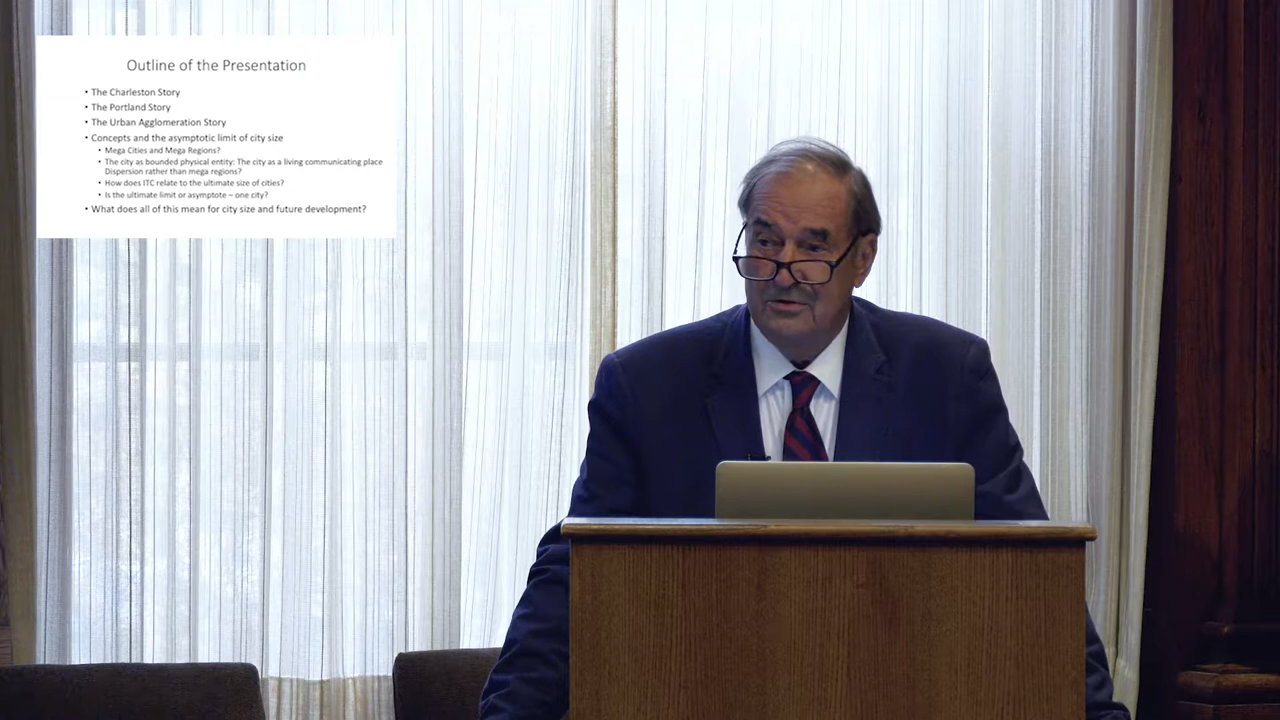 Outline of the Presentation
• The Charleston Story
• The Portland Story
• The Urban Agglomeration Story
• Concepts and the asymptotic limit of city size
• Mega Cities and Mega Regions?
• The city as bounded physical entity: The city as a living communicating place
Dispersion rather than mega regions?
• How does ITC relate to the ultimate size of cities?
• Is the ultimate limit or asymptote – one city?
• What does all of this mean for city size and future development?